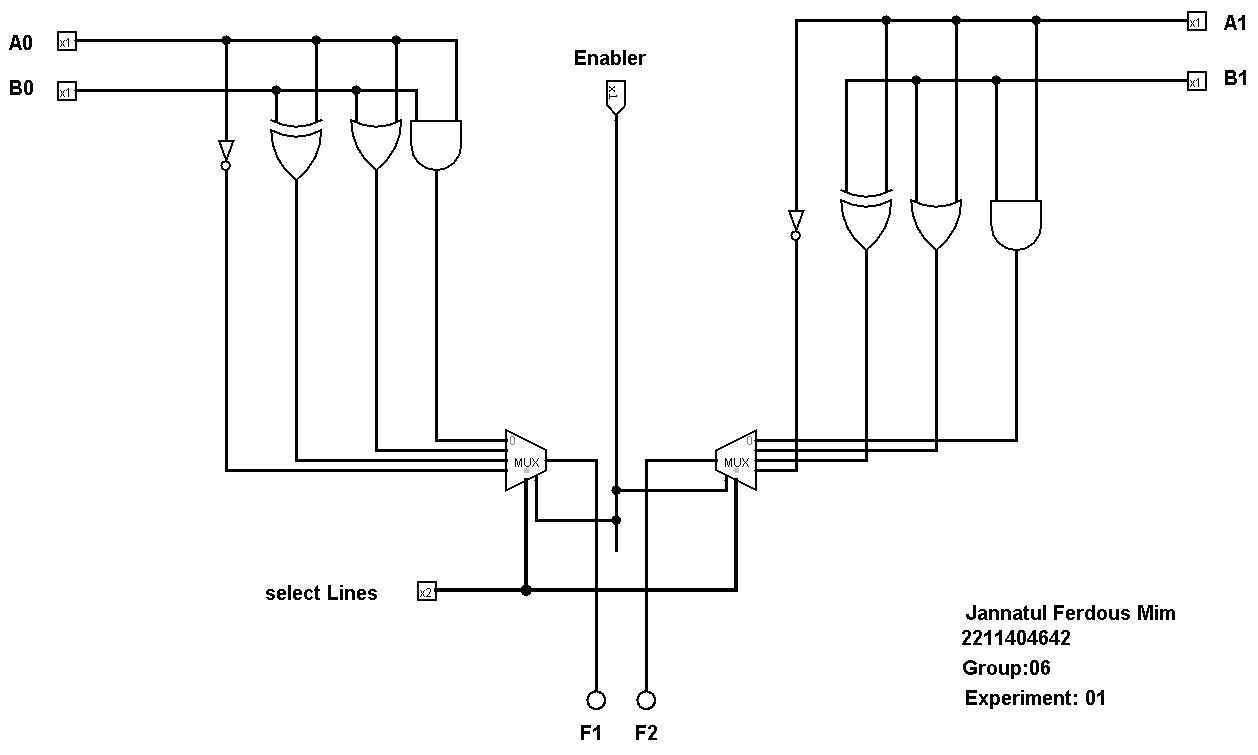 A0
x1
B0
x1
Enabler
x1
x1
A1
x1
B1
0
MUX
0
MUX
select Lines
x2
F1
F2
Jannatul Ferdous Mim
2211404642
Group:06
Experiment: 01